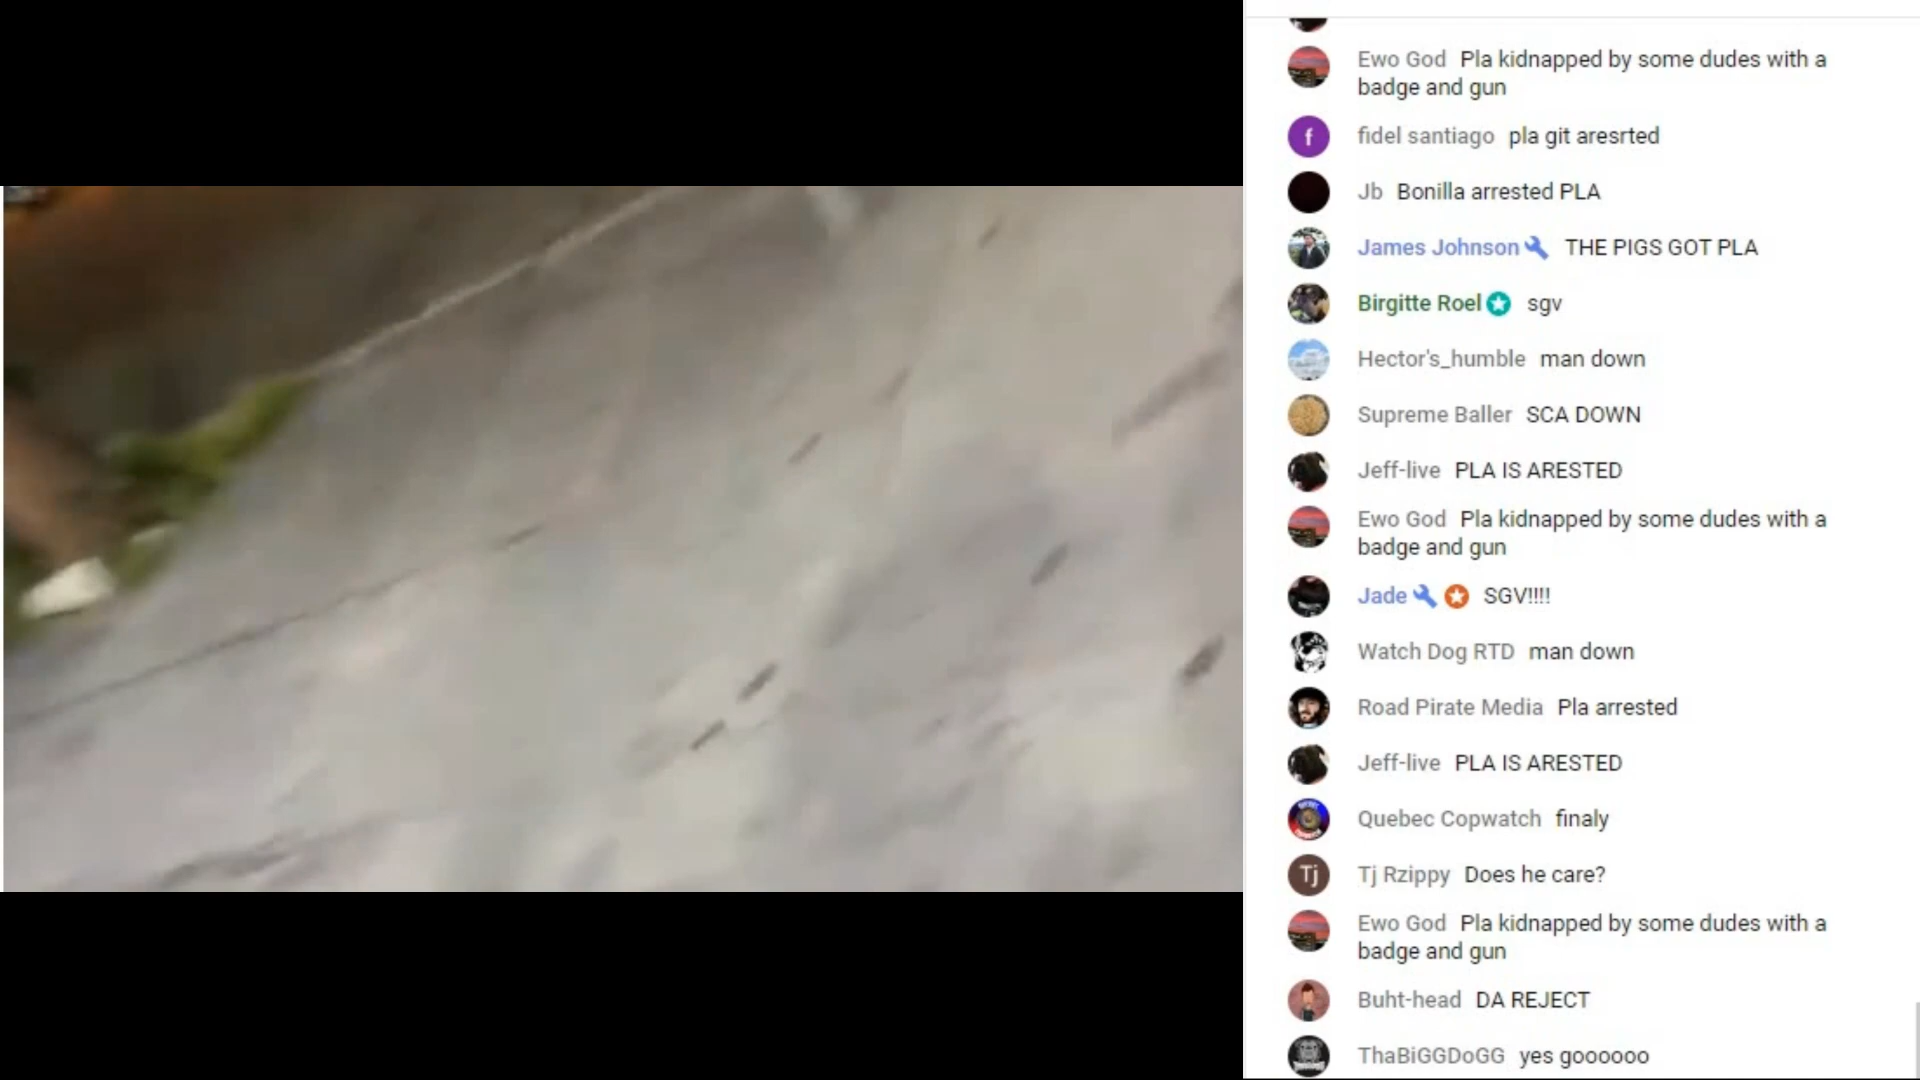 Ewo God Pla kidnapped by some dudes with a
badge and gun
f
fidel santiago pla git aresrted
Jb Bonilla arrested PLA
James Johnson THE PIGS GOT PLA
Birgitte Roel sgv
Hector's_humble man down
Supreme Baller SCA DOWN
Jeff-live PLA IS ARESTED
Ewo God Pla kidnapped by some dudes with a
badge and gun
Jade SGV!!!!
Watch Dog RTD man down
Road Pirate Media Pla arrested
Jeff-live PLA IS ARESTED
Quebec Copwatch finaly
Tj
Tj Rzippy Does he care?
Ewo God Pla kidnapped by some dudes with a
badge and gun
Buht-head DA REJECT
ThaBiGGDoGG yes goooooo